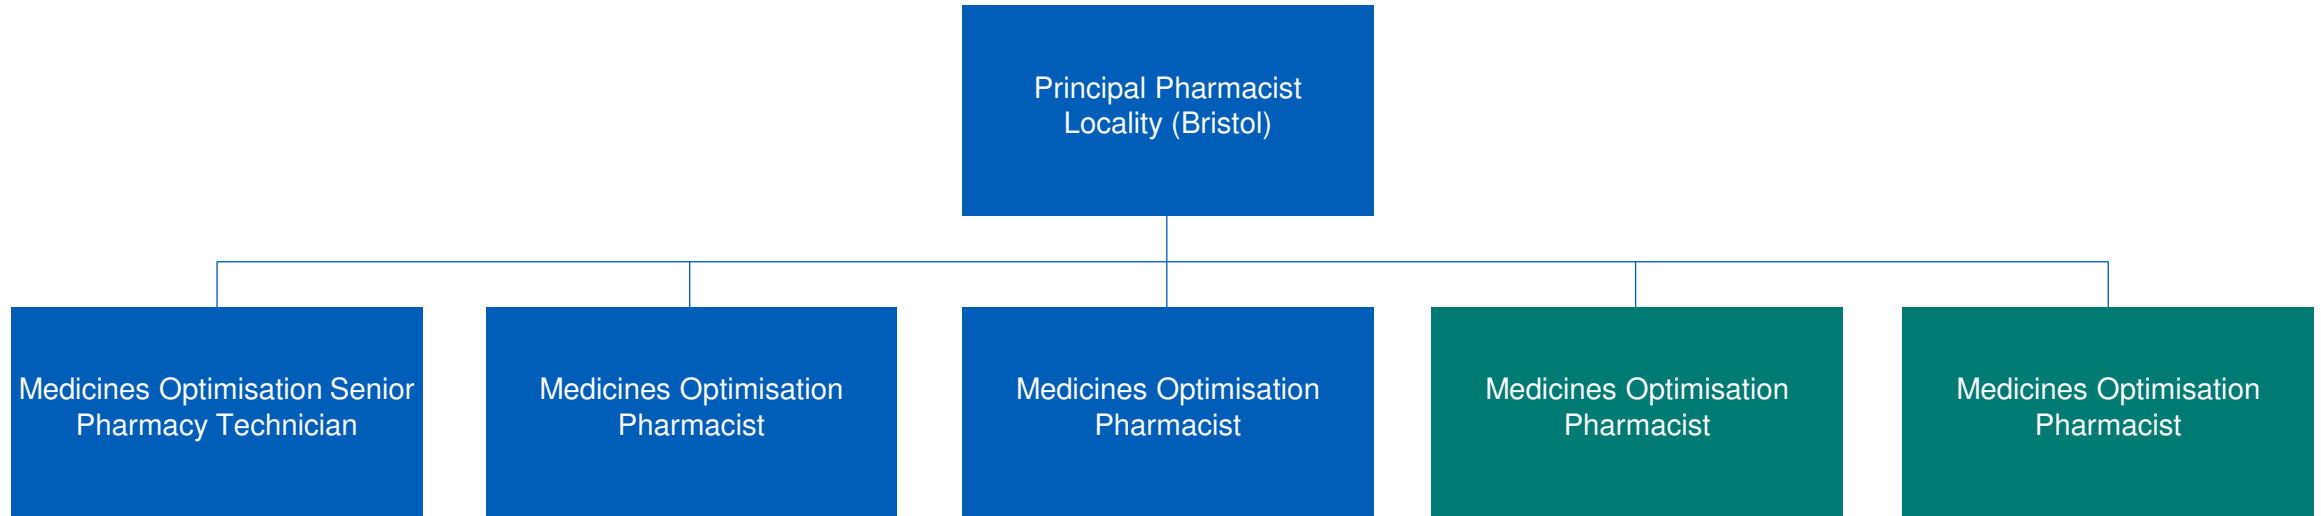 Principal Pharmacist
Locality (Bristol)
Medicines Optimisation Senior
Pharmacy Technician
Medicines Optimisation
Pharmacist
Medicines Optimisation
Pharmacist
Medicines Optimisation
Pharmacist
Medicines Optimisation
Pharmacist